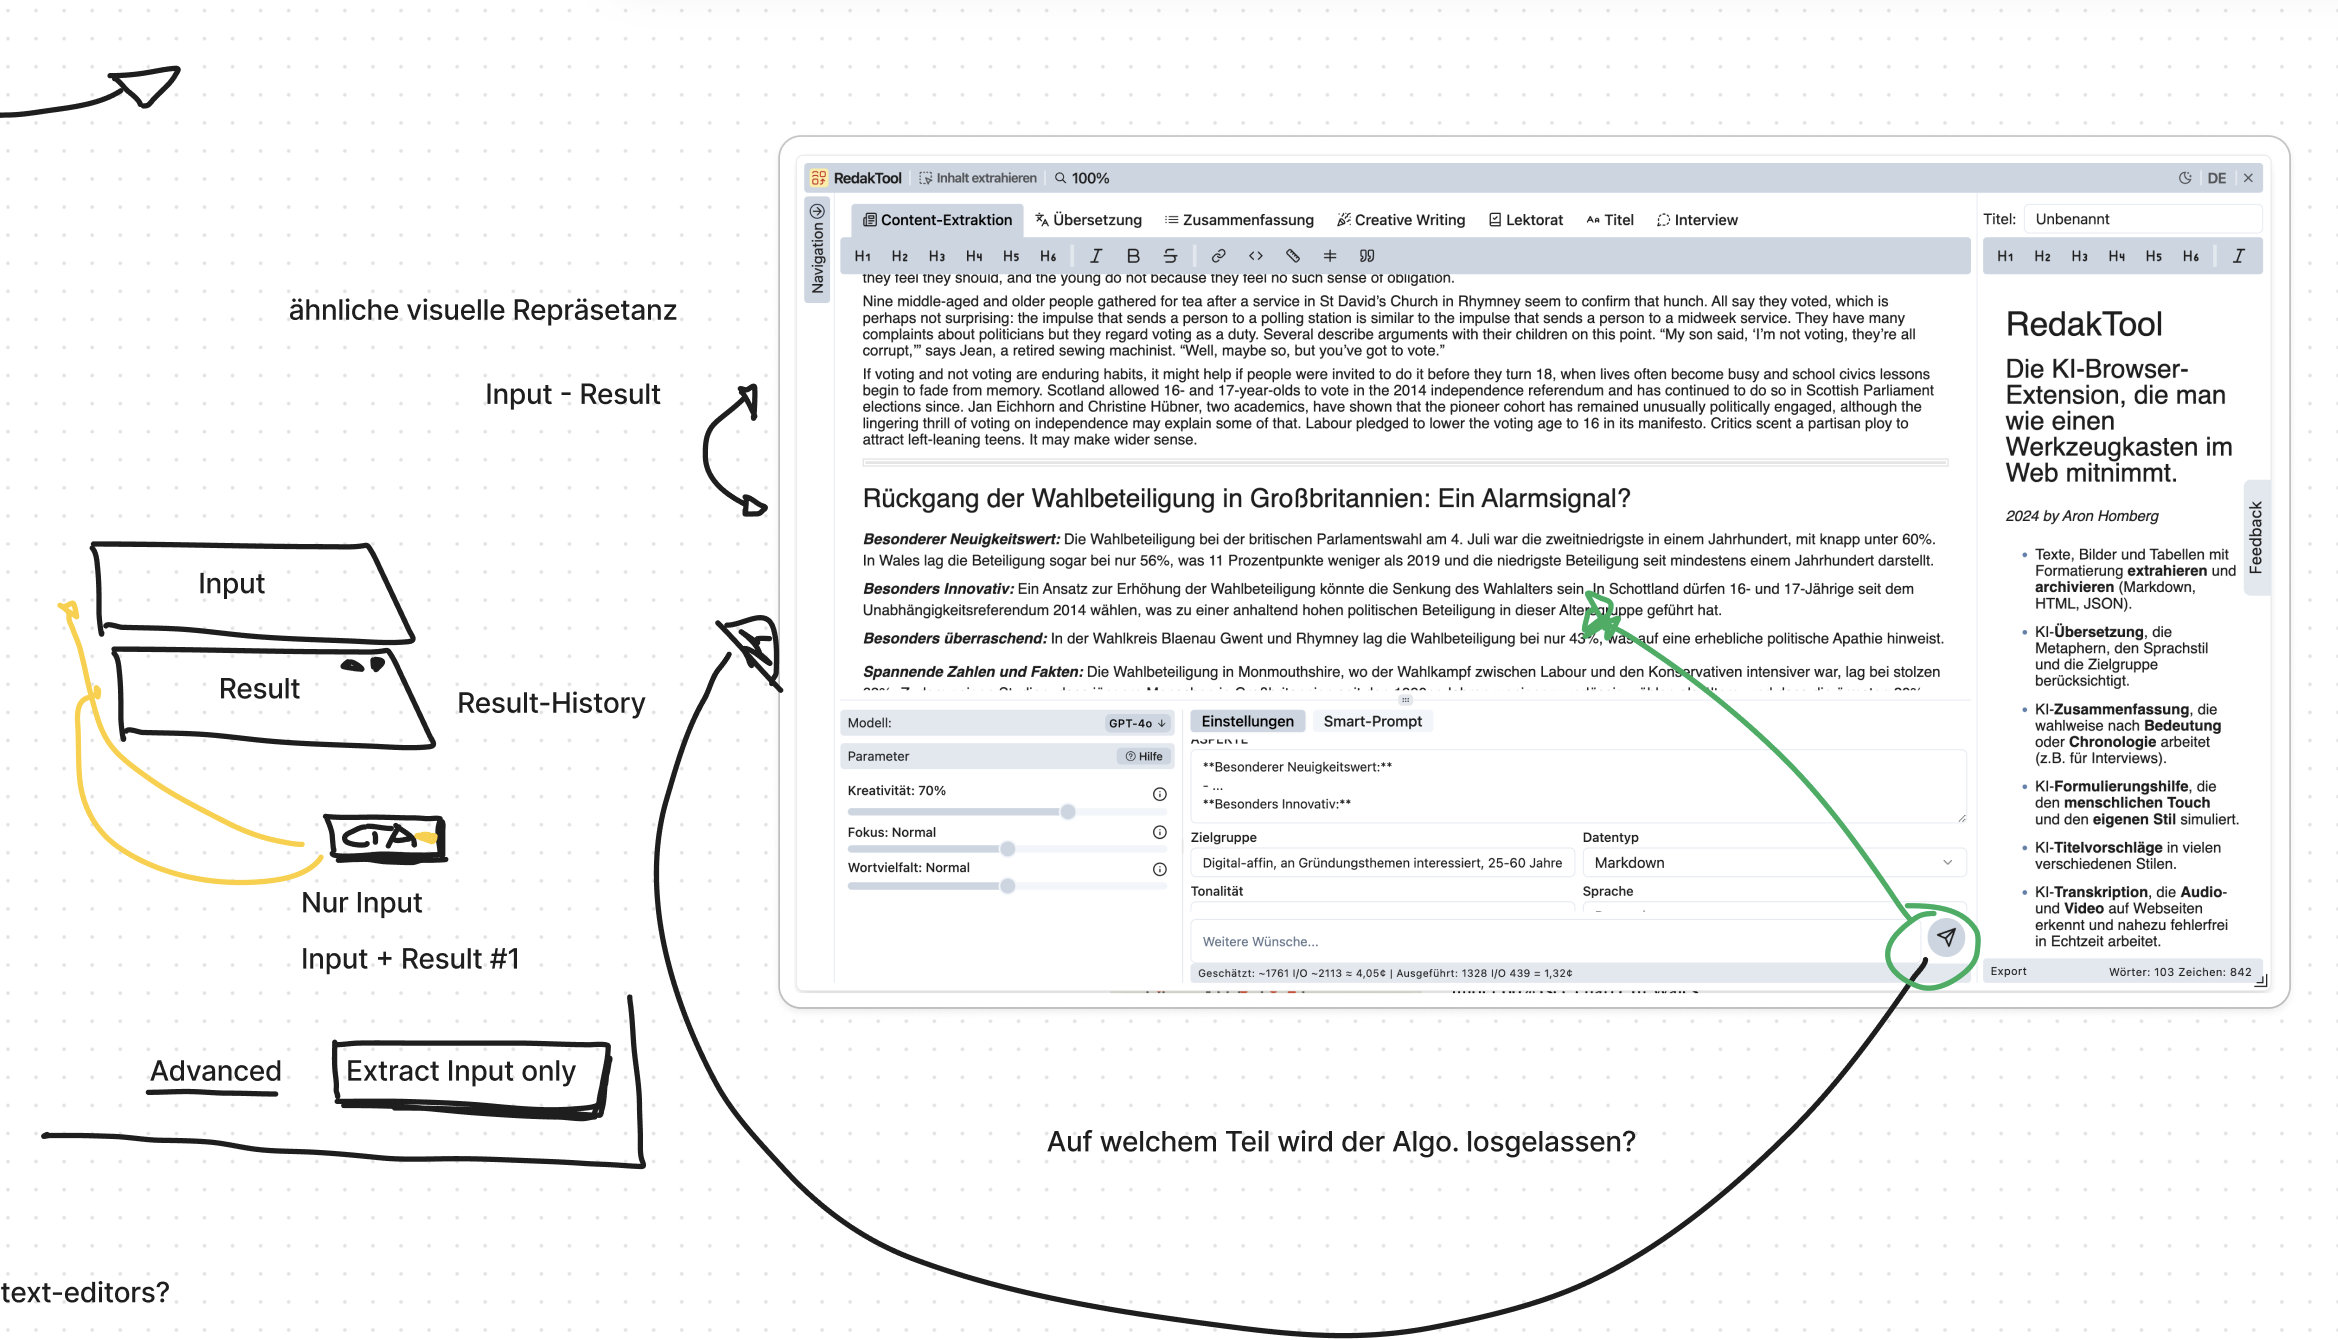 ähnliche visuelle Repräsetanz
Input - Result
Input
Result
Result-History
CTA
Nur Input
Input + Result #1
Advanced
Extract Input only
text-editors?
Auf welchem Teil wird der Algo. losgelassen?
RedakTool
Inhalt extrahieren
100%
DE
Navigation
Content-Extraktion
Übersetzung
Zusammenfassung
Creative Writing
Lektorat
Titel
Interview
H1 H2 H3 H4 H5 H6
they feel they should, and the young do not because they feel no such sense of obligation.
Nine middle-aged and older people gathered for tea after a service in St David’s Church in Rhymney seem to confirm that hunch. All say they voted, which is
perhaps not surprising: the impulse that sends a person to a polling station is similar to the impulse that sends a person to a midweek service. They have many
complaints about politicians but they regard voting as a duty. Several describe arguments with their children on this point. “My son said, ‘I’m not voting, they’re all
corrupt,’” says Jean, a retired sewing machinist. “Well, maybe so, but you’ve got to vote.”
If voting and not voting are enduring habits, it might help if people were invited to do it before they turn 18, when lives often become busy and school civics lessons
begin to fade from memory. Scotland allowed 16- and 17-year-olds to vote in the 2014 independence referendum and has continued to do so in Scottish Parliament
elections since. Jan Eichhorn and Christine Hübner, two academics, have shown that the pioneer cohort has remained unusually politically engaged, although the
lingering thrill of voting on independence may explain some of that. Labour pledged to lower the voting age to 16 in its manifesto. Critics scent a partisan ploy to
attract left-leaning teens. It may make wider sense.
Rückgang der Wahlbeteiligung in Großbritannien: Ein Alarmsignal?
Besonderer Neuigkeitswert: Die Wahlbeteiligung bei der britischen Parlamentswahl am 4. Juli war die zweitniedrigste in einem Jahrhundert, mit knapp unter 60%.
In Wales lag die Beteiligung sogar bei nur 56%, was 11 Prozentpunkte weniger als 2019 und die niedrigste Beteiligung seit mindestens einem Jahrhundert darstellt.
Besonders Innovativ: Ein Ansatz zur Erhöhung der Wahlbeteiligung könnte die Senkung des Wahlalters sein. In Schottland dürfen 16- und 17-Jährige seit dem
Unabhängigkeitsreferendum 2014 wählen, was zu einer anhaltend hohen politischen Beteiligung in dieser Altersgruppe geführt hat.
Besonders überraschend: In der Wahlkreis Blaenau Gwent und Rhymney lag die Wahlbeteiligung bei nur 43%, was auf eine erhebliche politische Apathie hinweist.
Spannende Zahlen und Fakten: Die Wahlbeteiligung in Monmouthshire, wo der Wahlkampf zwischen Labour und den Konservativen intensiver war, lag bei stolzen
Modell:
GPT-4o
Parameter
Hilfe
Kreativität: 70%
Fokus: Normal
Wortvielfalt: Normal
Einstellungen
Smart-Prompt
ASPEKTE
**Besonderer Neuigkeitswert:**
- ...
**Besonders Innovativ:**
Zielgruppe
Datentyp
Digital-affin, an Gründungsthemen interessiert, 25-60 Jahre
Markdown
Tonalität
Sprache
Weitere Wünsche...
Geschätzt: ~1761 I/O ~2113 ≈ 4,05¢ | Ausgeführt: 1328 I/O 439 = 1,32¢
Titel:
Unbenannt
H1 H2 H3 H4 H5 H6
RedakTool
Die KI-Browser-
Extension, die man
wie einen
Werkzeugkasten im
Web mitnimmt.
2024 by Aron Homberg
• Texte, Bilder und Tabellen mit
Formatierung extrahieren und
archivieren (Markdown,
HTML, JSON).
• KI-Übersetzung, die
Metaphern, den Sprachstil
und die Zielgruppe
berücksichtigt.
• KI-Zusammenfassung, die
wahlweise nach Bedeutung
oder Chronologie arbeitet
(z.B. für Interviews).
• KI-Formulierungshilfe, die
den menschlichen Touch
und den eigenen Stil simuliert.
• KI-Titelvorschläge in vielen
verschiedenen Stilen.
• KI-Transkription, die Audio-
und Video auf Webseiten
erkennt und nahezu fehlerfrei
in Echtzeit arbeitet.
Feedback
Export
Wörter: 103 Zeichen: 842